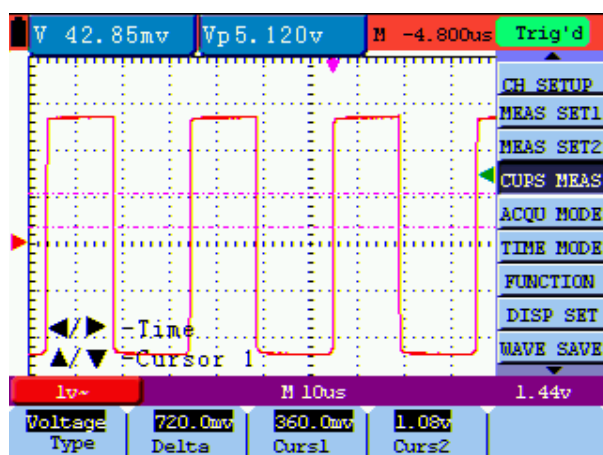 V 42.85mv Vp5.120v M -4.800us Trig'd
CH SETUP
MEAS SET1
MEAS SET2
CUPS MEAS
ACQU MODE
TIME MODE
FUNCTION
DISP SET
WAVE SAVE
◀/▶ -Time
▲/▼ -Cursor 1
1v~ M 10us 1.44v
Voltage 720.0mv 360.0mv 1.08v
Type Delta Curs1 Curs2